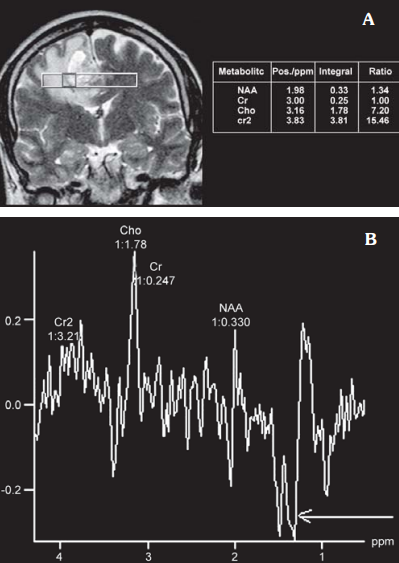 A
Metabolitc Pos./ppm Integral Ratio
NAA 1.98 0.33 1.34
Cr 3.00 0.25 1.00
Cho 3.16 1.78 7.20
cr2 3.83 3.81 15.46
B
Cho
1:1.78
Cr
1:0.247
NAA
1:0.330
Cr2
1:3.21
0.2
0.0
-0.2
ppm
4 3 2 1